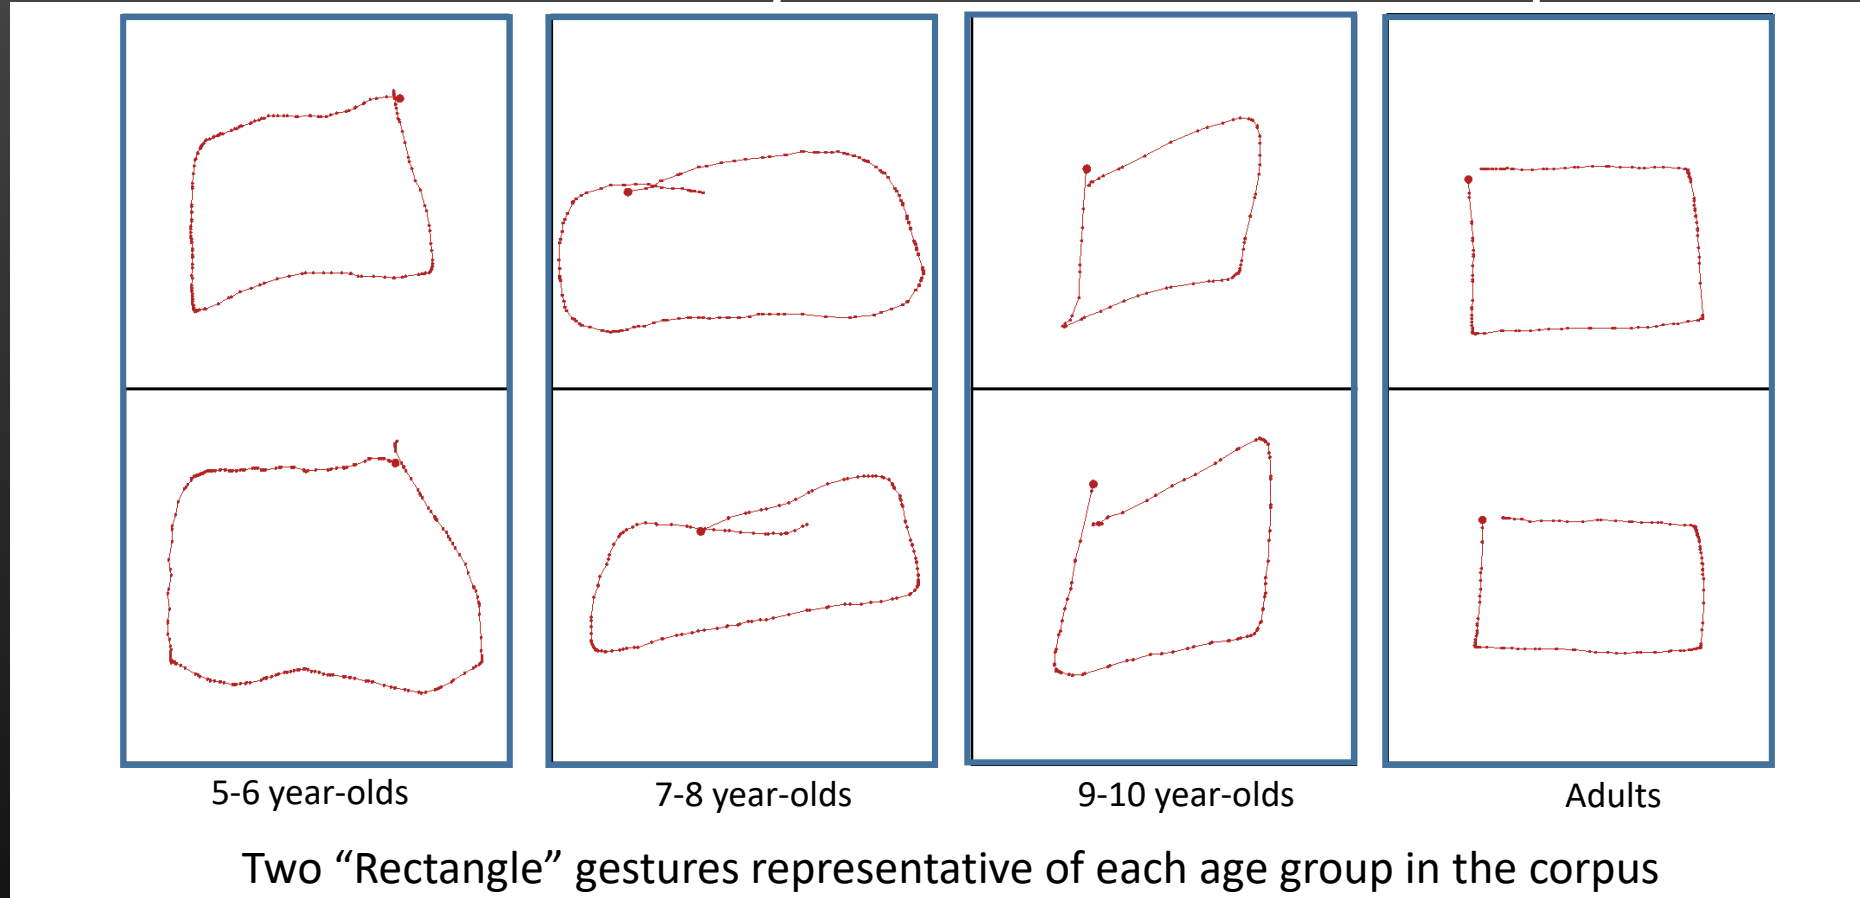 5-6 year-olds
7-8 year-olds
9-10 year-olds
Adults
Two “Rectangle” gestures representative of each age group in the corpus